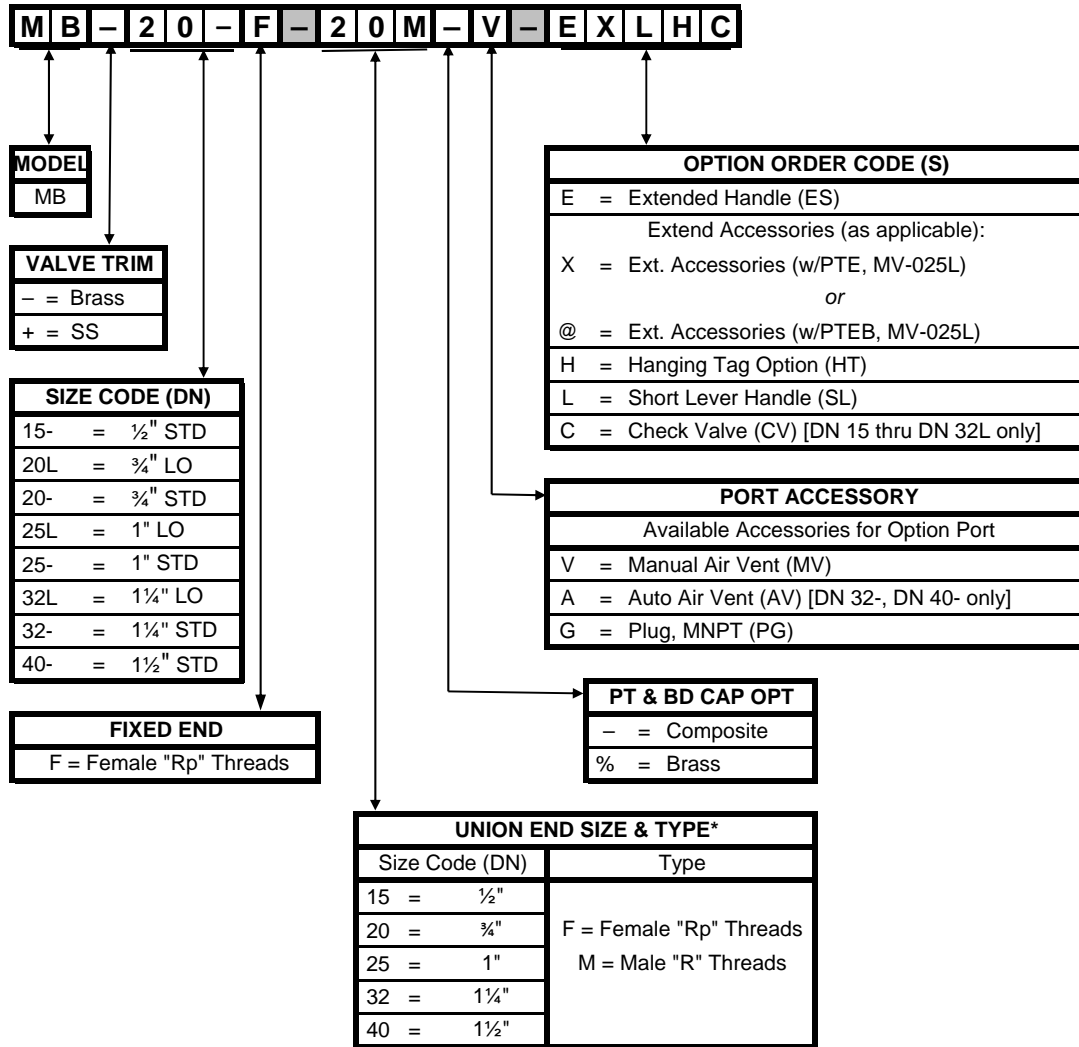 MB–20–F–20M–V–EXLHC
MODEL
MB
VALVE TRIM
– = Brass
+ = SS
SIZE CODE (DN)
15- = ½" STD
20L = ¾" LO
20- = ¾" STD
25L = 1" LO
25- = 1" STD
32L = 1¼" LO
32- = 1¼" STD
40- = 1½" STD
FIXED END
F = Female "Rp" Threads
OPTION ORDER CODE (S)
E = Extended Handle (ES)
Extend Accessories (as applicable):
X = Ext. Accessories (w/PTE, MV-025L)
or
@ = Ext. Accessories (w/PTEB, MV-025L)
H = Hanging Tag Option (HT)
L = Short Lever Handle (SL)
C = Check Valve (CV) [DN 15 thru DN 32L only]
PORT ACCESSORY
Available Accessories for Option Port
V = Manual Air Vent (MV)
A = Auto Air Vent (AV) [DN 32-, DN 40- only]
G = Plug, MNPT (PG)
PT & BD CAP OPT
– = Composite
% = Brass
UNION END SIZE & TYPE*
Size Code (DN) Type
15 = ½"
20 = ¾" F = Female "Rp" Threads
25 = 1" M = Male "R" Threads
32 = 1¼"
40 = 1½"